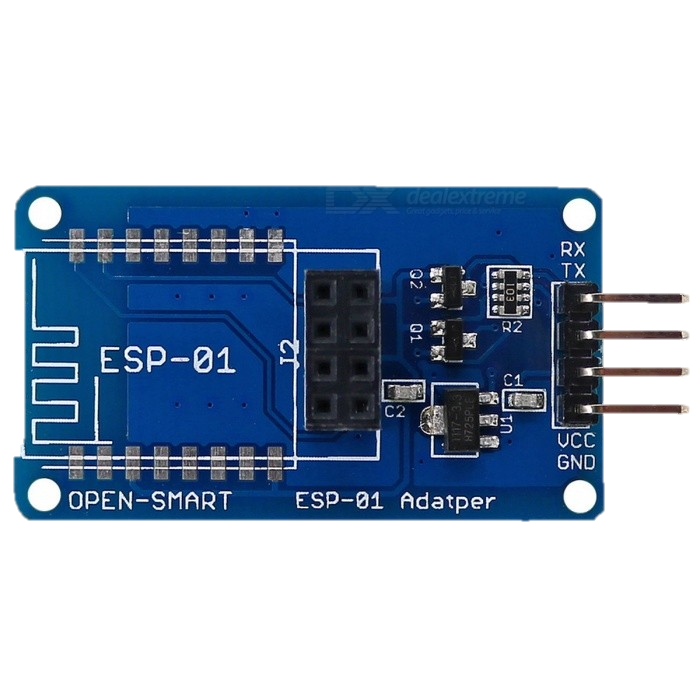 dealextreme
RX
TX
Q2
103
R2
Q1
ESP-01
J2
C2
C1
U1
VCC
GND
OPEN-SMART
ESP-01 Adatper